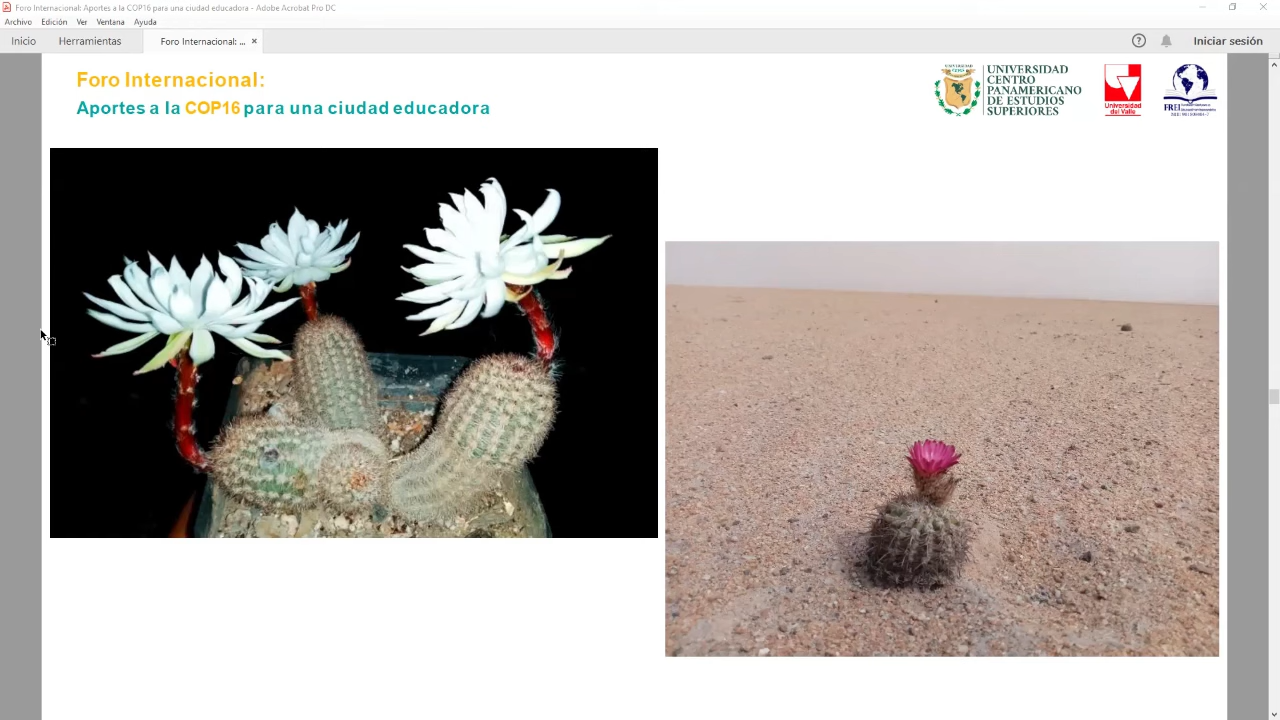 Foro Internacional: Aportes a la COP16 para una ciudad educadora - Adobe Acrobat Pro DC
Archivo Edición Ver Ventana Ayuda
Inicio Herramientas Foro Internacional: ... × Iniciar sesión
Foro Internacional:
Aportes a la COP16 para una ciudad educadora
UNIVERSIDAD
CENTRO
PANAMERICANO
DE ESTUDIOS
SUPERIORES
Universidad
del Valle
FREI